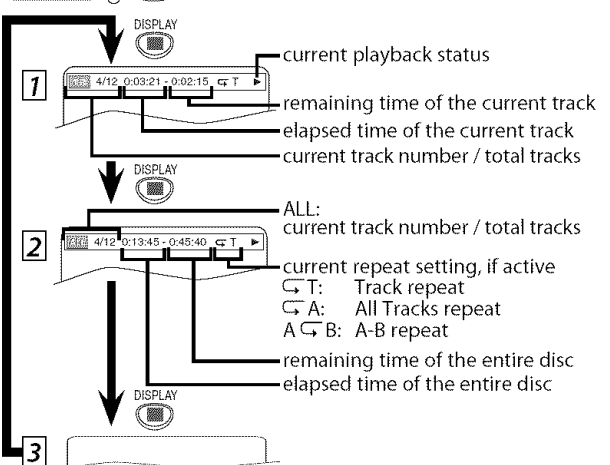 DISPLAY
current playback status
1
4/12 0:03:21 - 0:02:15 T
remaining time of the current track
elapsed time of the current track
current track number / total tracks
DISPLAY
ALL:
current track number / total tracks
2
4/12 0:13:45 - 0:45:40 T
current repeat setting, if active
T: Track repeat
A: All Tracks repeat
A B: A-B repeat
remaining time of the entire disc
elapsed time of the entire disc
DISPLAY
3